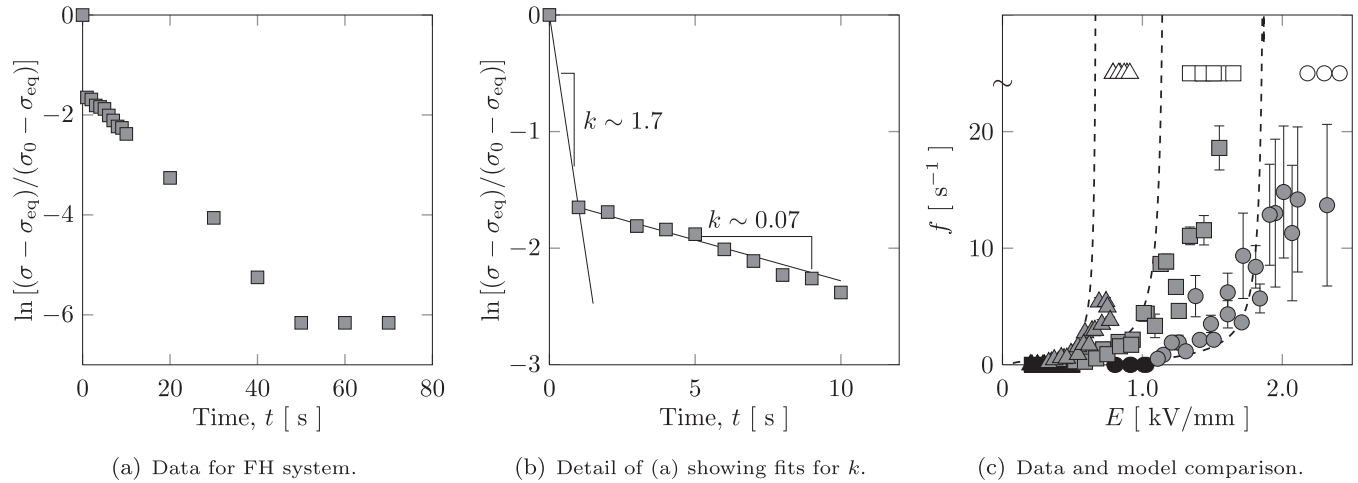 0
−2
−4
−6
0 20 40 60 80
ln [(σ − σeq)/(σ0 − σeq)]
Time, t [ s ]
(a) Data for FH system.
0
−1
−2
−3
0 5 10
ln [(σ − σeq)/(σ0 − σeq)]
k ∼ 1.7
k ∼ 0.07
Time, t [ s ]
(b) Detail of (a) showing fits for k.
∼
20
10
0
0 1.0 2.0
f [ s−1 ]
E [ kV/mm ]
(c) Data and model comparison.